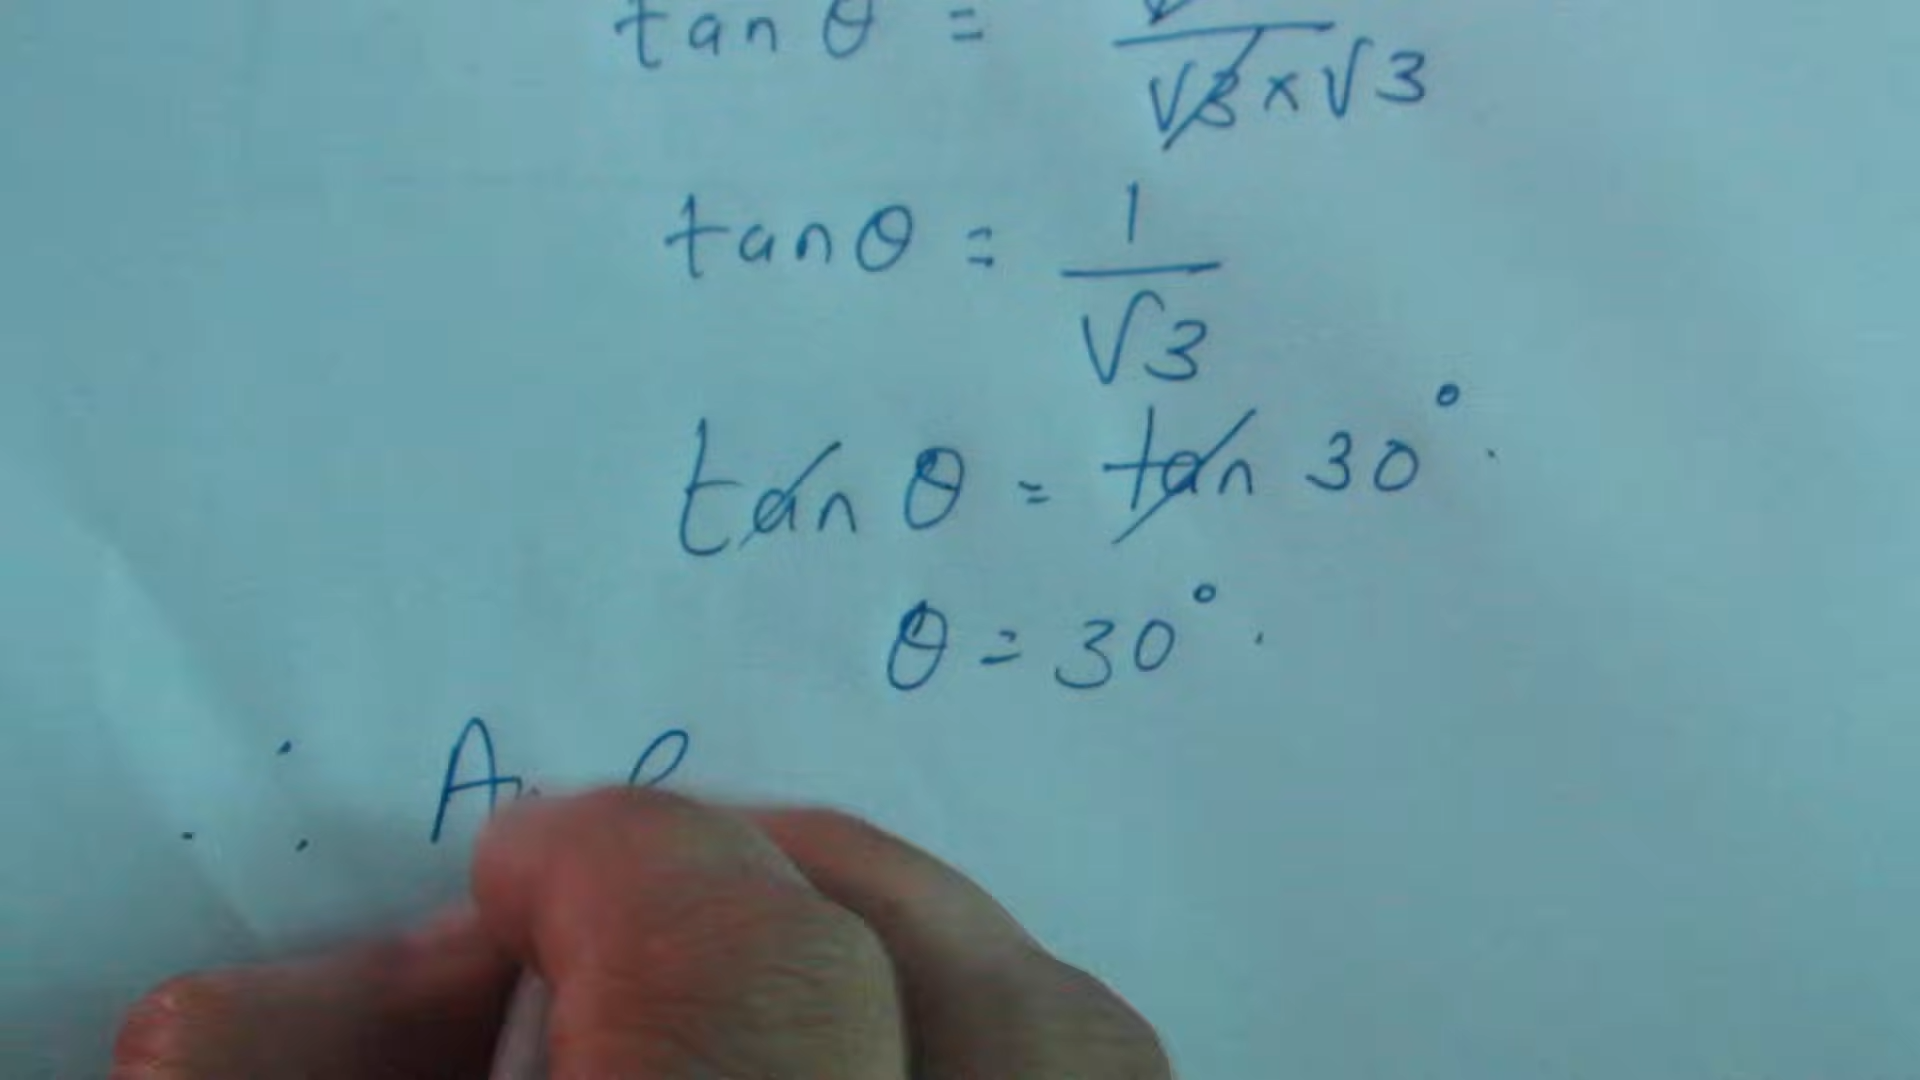 tan θ =
√3 × √3
tan θ = 1/√3
tan θ = tan 30°.
θ = 30°.
∴